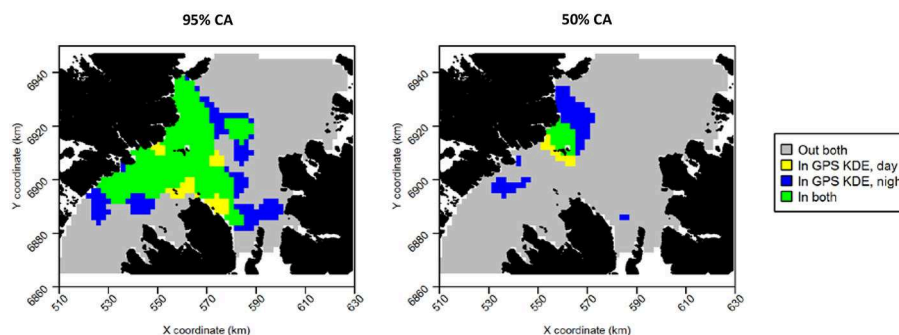 95% CA
50% CA
Y coordinate (km)
6860 6880 6900 6920 6940
510 530 550 570 590 610 630
X coordinate (km)
Y coordinate (km)
6860 6880 6900 6920 6940
510 530 550 570 590 610 630
X coordinate (km)
Out both
In GPS KDE, day
In GPS KDE, nigh
In both